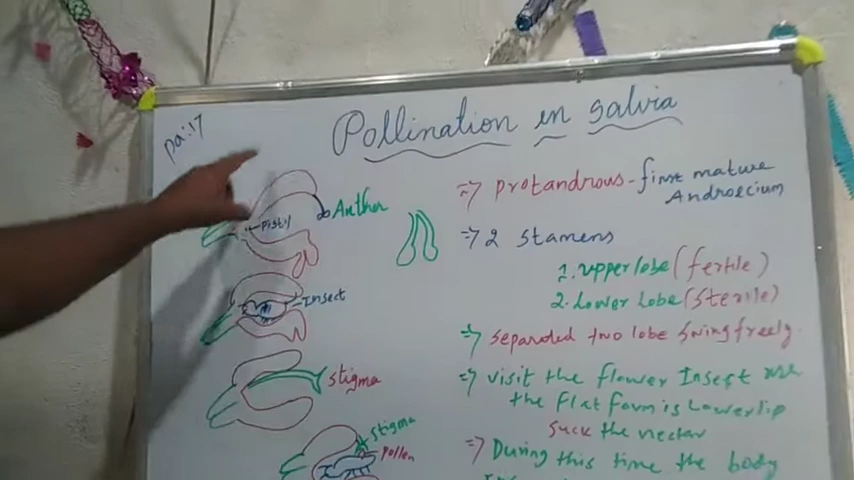 Pollination in salvia
pa:17
=> protandrous - first mature
Androecium
=> 2 stamens
1. upper lobe (fertile)
2. Lower Lobe (sterile)
=> separated two lobe swing freely.
=> visit the flower Insect
the Flat form is Lower lip
suck the nectar
=> During this time the body
Pistil
Anther
Insect
Stigma
Stigma
Pollen